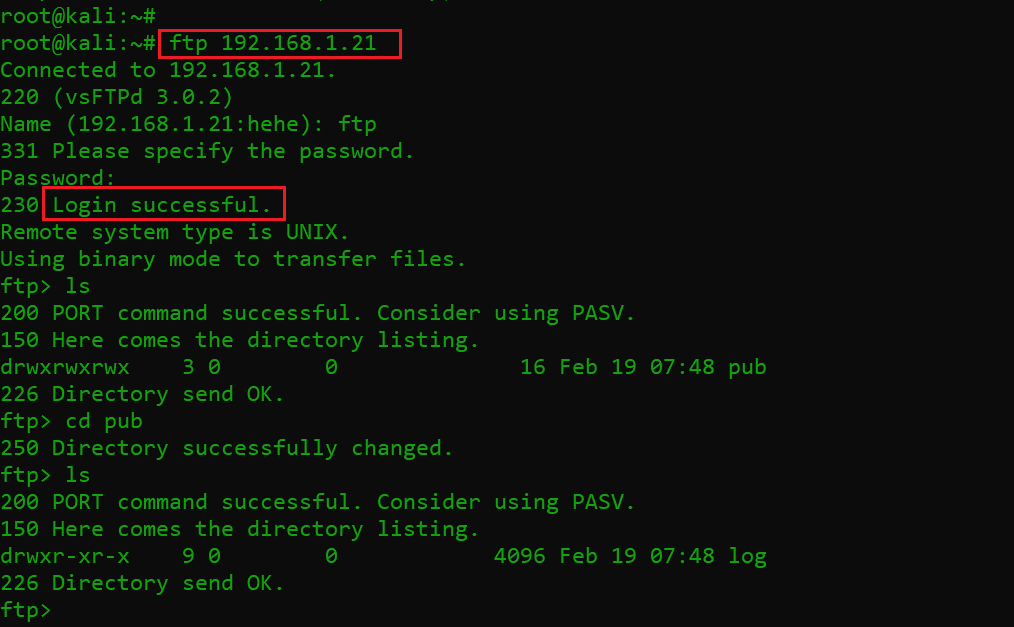 root@kali:~#
root@kali:~# ftp 192.168.1.21
Connected to 192.168.1.21.
220 (vsFTPd 3.0.2)
Name (192.168.1.21:hehe): ftp
331 Please specify the password.
Password:
230 Login successful.
Remote system type is UNIX.
Using binary mode to transfer files.
ftp> ls
200 PORT command successful. Consider using PASV.
150 Here comes the directory listing.
drwxrwxrwx    3 0        0              16 Feb 19 07:48 pub
226 Directory send OK.
ftp> cd pub
250 Directory successfully changed.
ftp> ls
200 PORT command successful. Consider using PASV.
150 Here comes the directory listing.
drwxr-xr-x    9 0        0            4096 Feb 19 07:48 log
226 Directory send OK.
ftp>